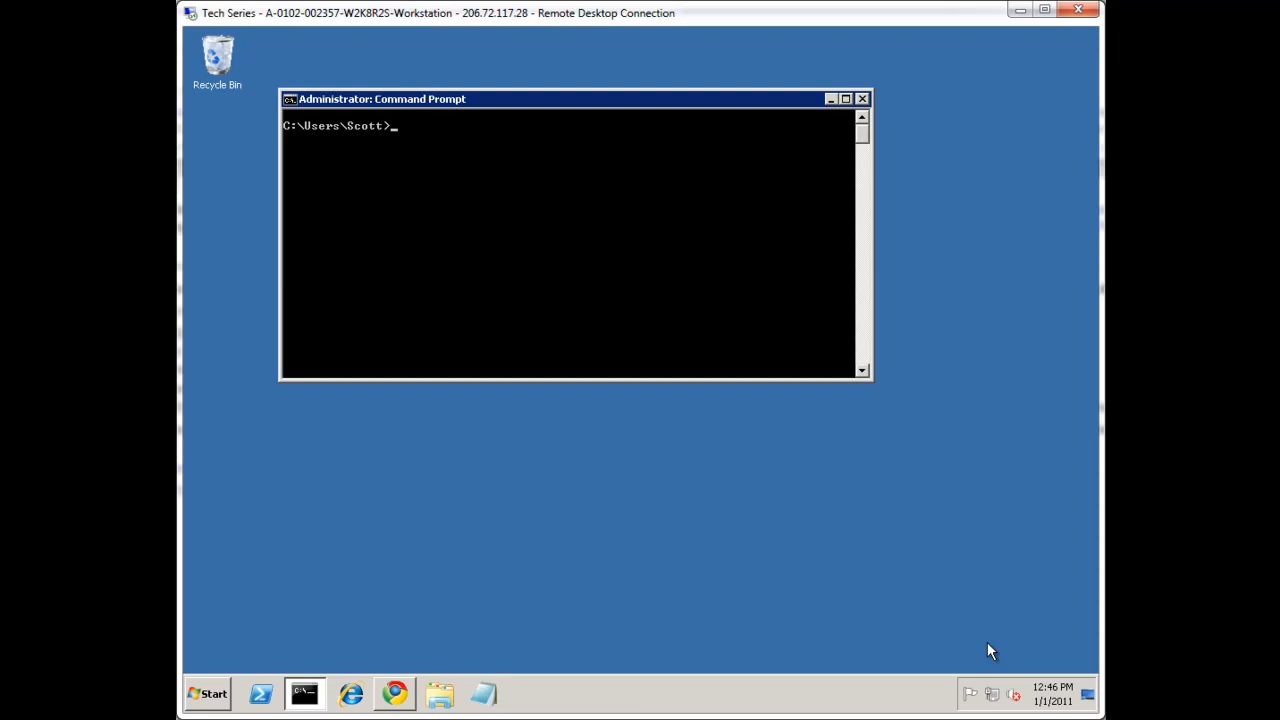 Tech Series - A-0102-002357-W2K8R2S-Workstation - 206.72.117.28 - Remote Desktop Connection
Recycle Bin
Administrator: Command Prompt
C:\Users\Scott>_
Start
12:46 PM
1/1/2011